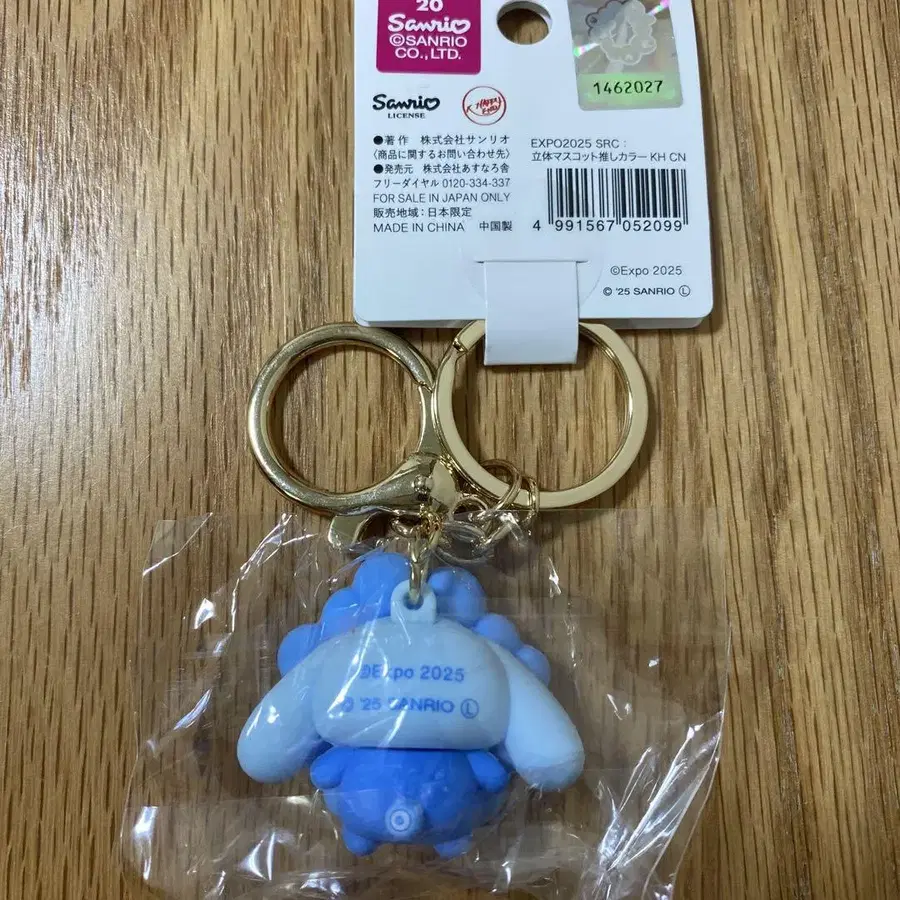 20
Sanrio
©SANRIO
CO., LTD.
1462027
Sanrio
LICENSE
●著作 株式会社サンリオ
〈商品に関するお問い合わせ先〉
●発売元 株式会社あすなろ舎
フリーダイヤル 0120-334-337
FOR SALE IN JAPAN ONLY
販売地域：日本限定
MADE IN CHINA 中国製
EXPO2025 SRC：
立体マスコット推しカラー KH CN
4 991567 052099
©Expo 2025
© '25 SANRIO Ⓛ
©Expo 2025
© '25 SANRIO Ⓛ